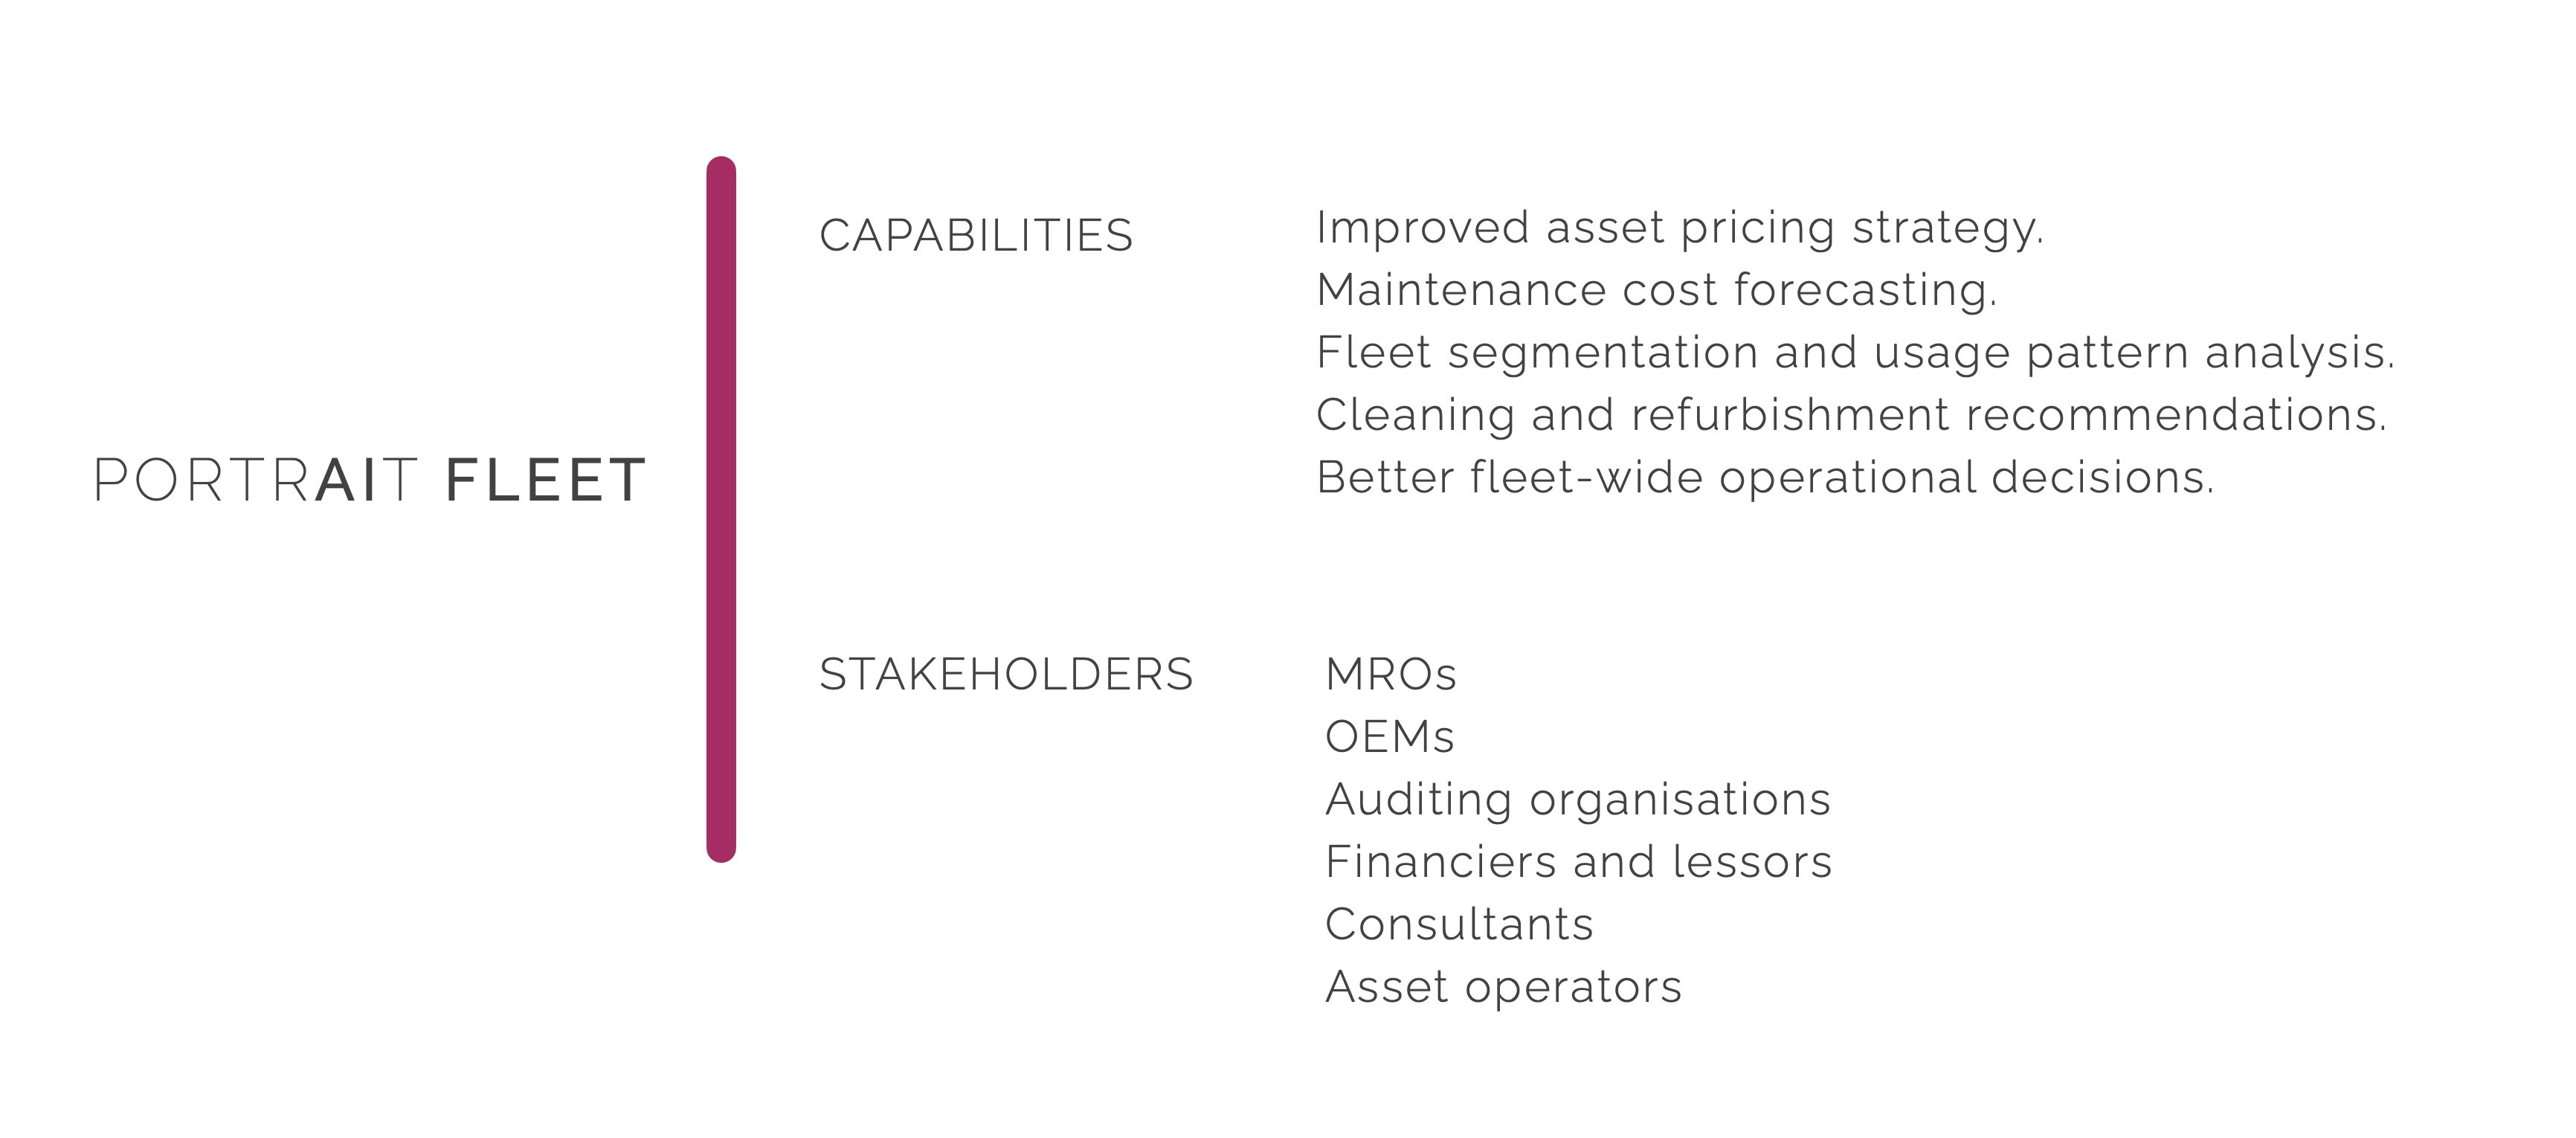 PORTRAIT FLEET
CAPABILITIES
Improved asset pricing strategy.
Maintenance cost forecasting.
Fleet segmentation and usage pattern analysis.
Cleaning and refurbishment recommendations.
Better fleet-wide operational decisions.
STAKEHOLDERS
MROs
OEMs
Auditing organisations
Financiers and lessors
Consultants
Asset operators